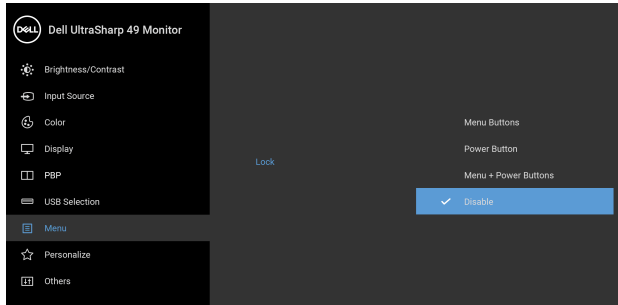 DELL Dell UltraSharp 49 Monitor
Brightness/Contrast
Input Source
Color
Display
PBP
USB Selection
Menu
Personalize
Others
Lock
Menu Buttons
Power Button
Menu + Power Buttons
Disable